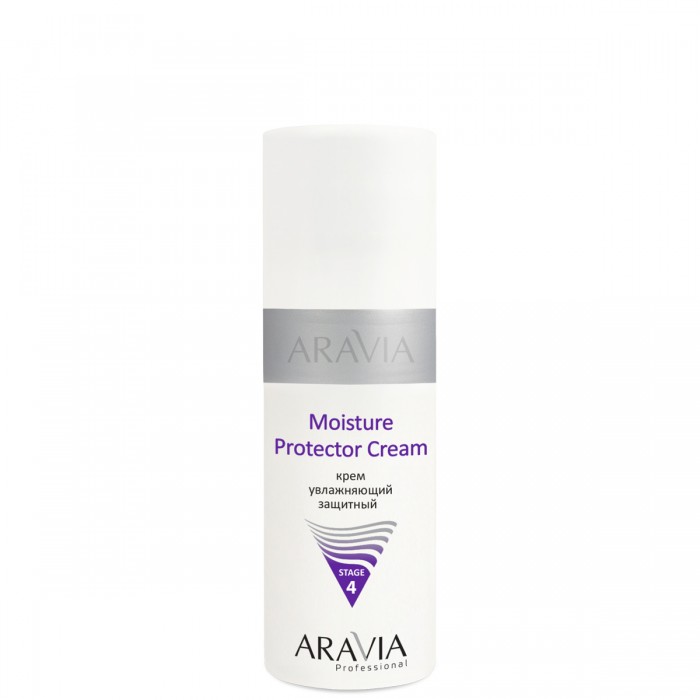 ARAVIA
Moisture
Protector Cream
крем
увлажняющий
защитный
STAGE
4
ARAVIA
Professional